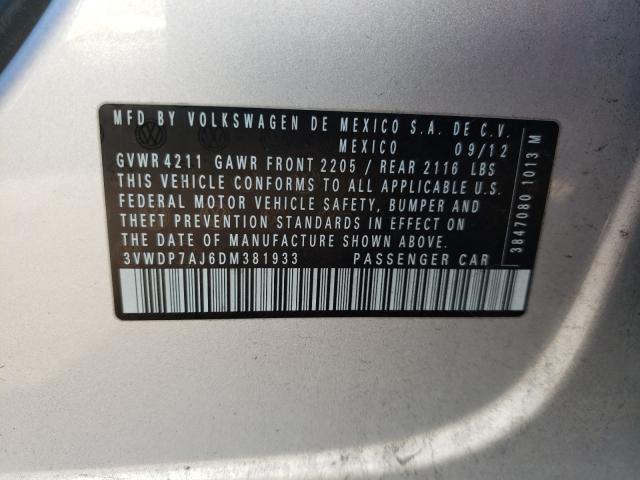 MFD BY VOLKSWAGEN DE MEXICO S.A. DE C.V.
MEXICO 09/12
GVWR 4211 GAWR FRONT 2205 / REAR 2116 LBS
THIS VEHICLE CONFORMS TO ALL APPLICABLE U.S.
FEDERAL MOTOR VEHICLE SAFETY, BUMPER AND
THEFT PREVENTION STANDARDS IN EFFECT ON
THE DATE OF MANUFACTURE SHOWN ABOVE.
3VWDP7AJ6DM381933 PASSENGER CAR
3847080 1013 M